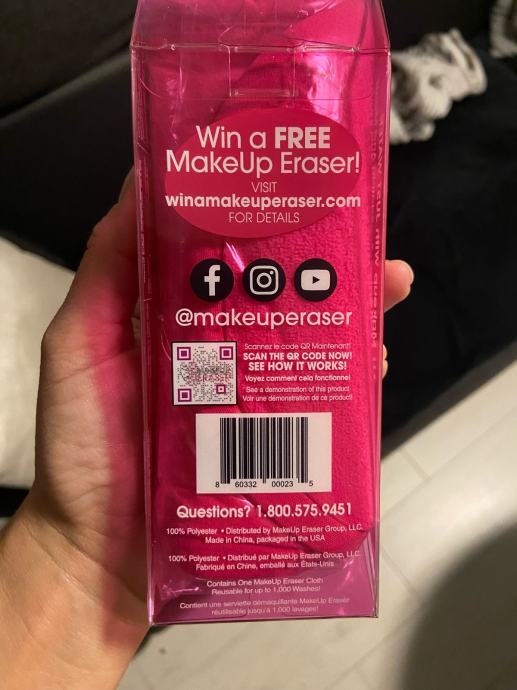 Win a FREE
MakeUp Eraser!
VISIT
winamakeuperaser.com
FOR DETAILS
@makeuperaser
Scannez le code QR Maintenant!
SCAN THE QR CODE NOW!
SEE HOW IT WORKS!
Voyez comment cela fonctionne!
See a demonstration of this product!
Voir une démonstration de ce produit!
8 60332 00023 5
Questions? 1.800.575.9451
100% Polyester • Distributed by MakeUp Eraser Group, LLC.
Made in China, packaged in the USA
100% Polyester • Distribué par MakeUp Eraser Group, LLC.
Fabriqué en Chine, emballé aux États-Unis
Contains One MakeUp Eraser Cloth
Reusable for up to 1,000 Washes!
Contient une serviette démaquillante MakeUp Eraser
réutilisable jusqu'à 1,000 lavages!